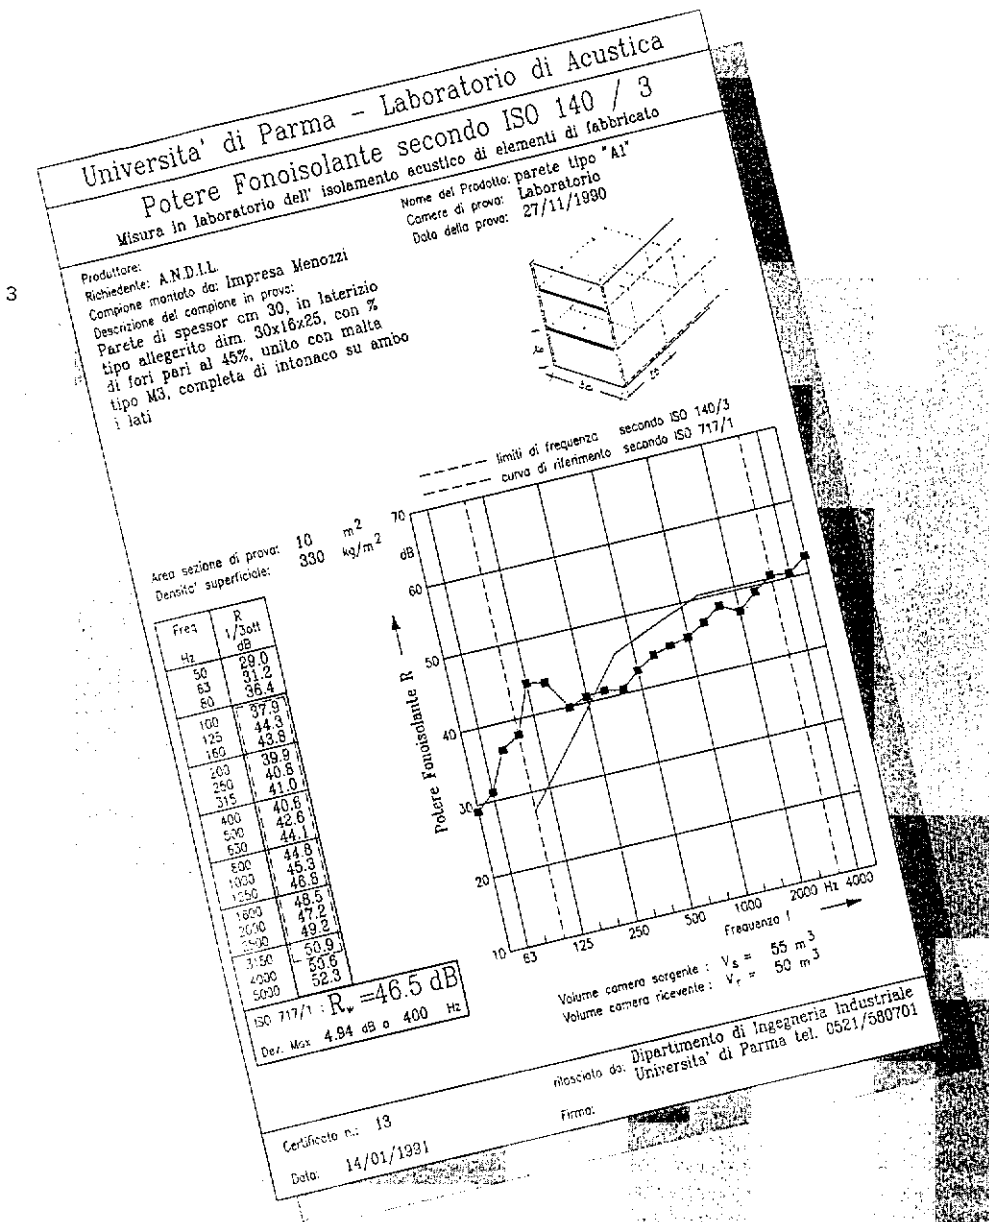 Universita' di Parma - Laboratorio di Acustica
Potere Fonoisolante secondo ISO 140 / 3
Misura in laboratorio dell' isolamento acustico di elementi di fabbricato
3
Produttore:
Richiedente: A.N.D.I.L.
Campione montato da: Impresa Menozzi
Descrizione del campione in prova:
Parete di spessor cm 30, in laterizio
tipo allegerito dim. 30x16x25, con %
di fori pari al 45%, unito con malta
tipo M3, completa di intonaco su ambo
i lati
Nome del Prodotto: parete tipo "A1"
Camere di prova: Laboratorio
Data della prova: 27/11/1990
limiti di frequenza secondo ISO 140/3
curva di riferimento secondo ISO 717/1
Area sezione di prova: 10 m2
Densita' superficiale: 330 kg/m2
Freq Hz R 1/3ott dB
50 29.0
63 31.2
80 36.4
100 37.9
125 44.3
160 43.8
200 39.9
250 40.8
315 41.0
400 40.6
500 42.6
630 44.1
800 44.8
1000 45.3
1250 46.8
1600 48.5
2000 47.2
2500 49.2
3150 50.9
4000 50.6
5000 52.3
ISO 717/1 : Rw =46.5 dB
Dev. Max 4.94 dB a 400 Hz
Potere Fonoisolante R
70
dB
60
50
40
30
20
10
63 125 250 500 1000 2000 Hz 4000
Frequenza f
Volume camera sorgente : Vs = 55 m3
Volume camera ricevente : Vr = 50 m3
rilasciato da: Dipartimento di Ingegneria Industriale
Universita' di Parma tel. 0521/580701
Certificato n.: 13
Firma:
Data: 14/01/1991